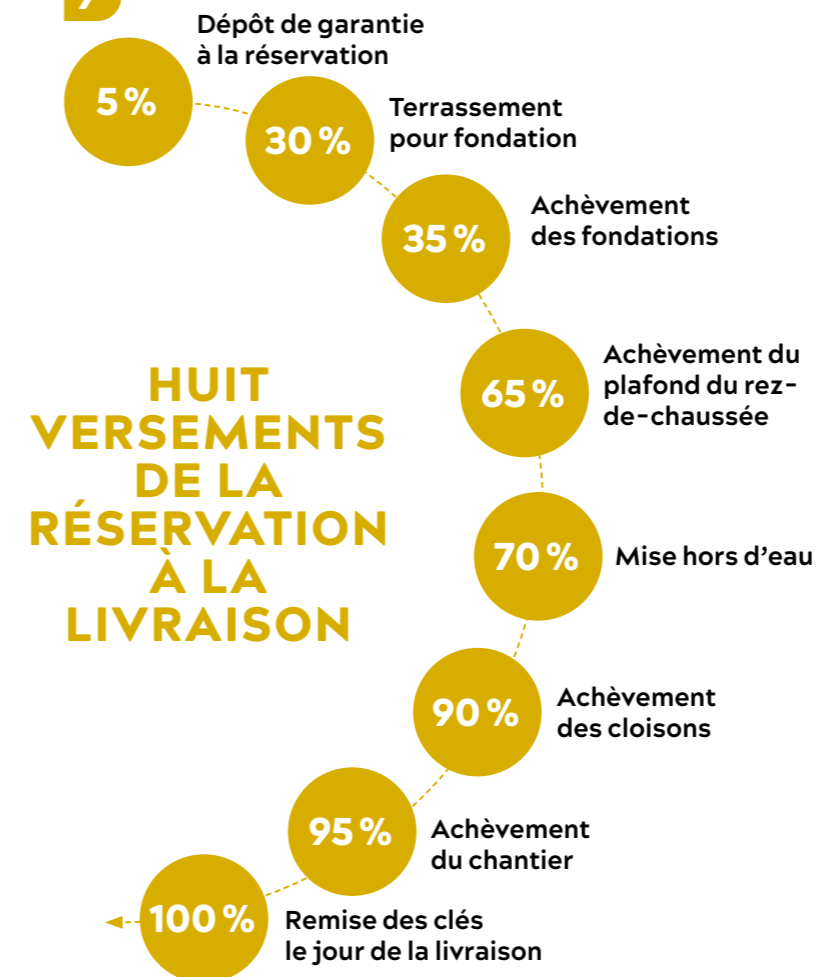 Dépôt de garantie
à la réservation
5 %
30 %
Terrassement
pour fondation
35 %
Achèvement
des fondations
65 %
Achèvement du
plafond du rez-
de-chaussée
HUIT
VERSEMENTS
DE LA
RÉSERVATION
À LA
LIVRAISON
70 %
Mise hors d’eau
90 %
Achèvement
des cloisons
95 %
Achèvement
du chantier
100 %
Remise des clés
le jour de la livraison